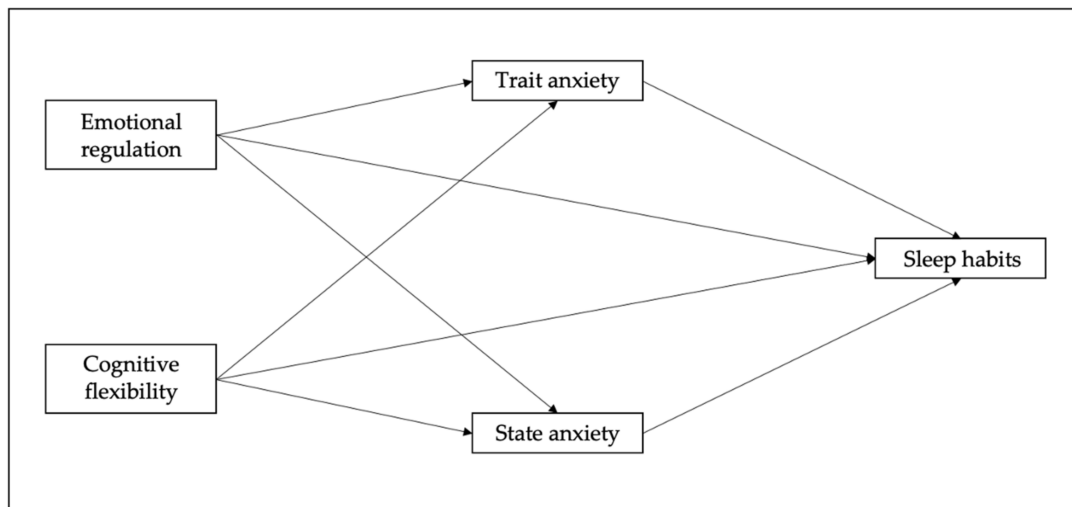 Trait anxiety
Emotional
regulation
Sleep habits
Cognitive
flexibility
State anxiety